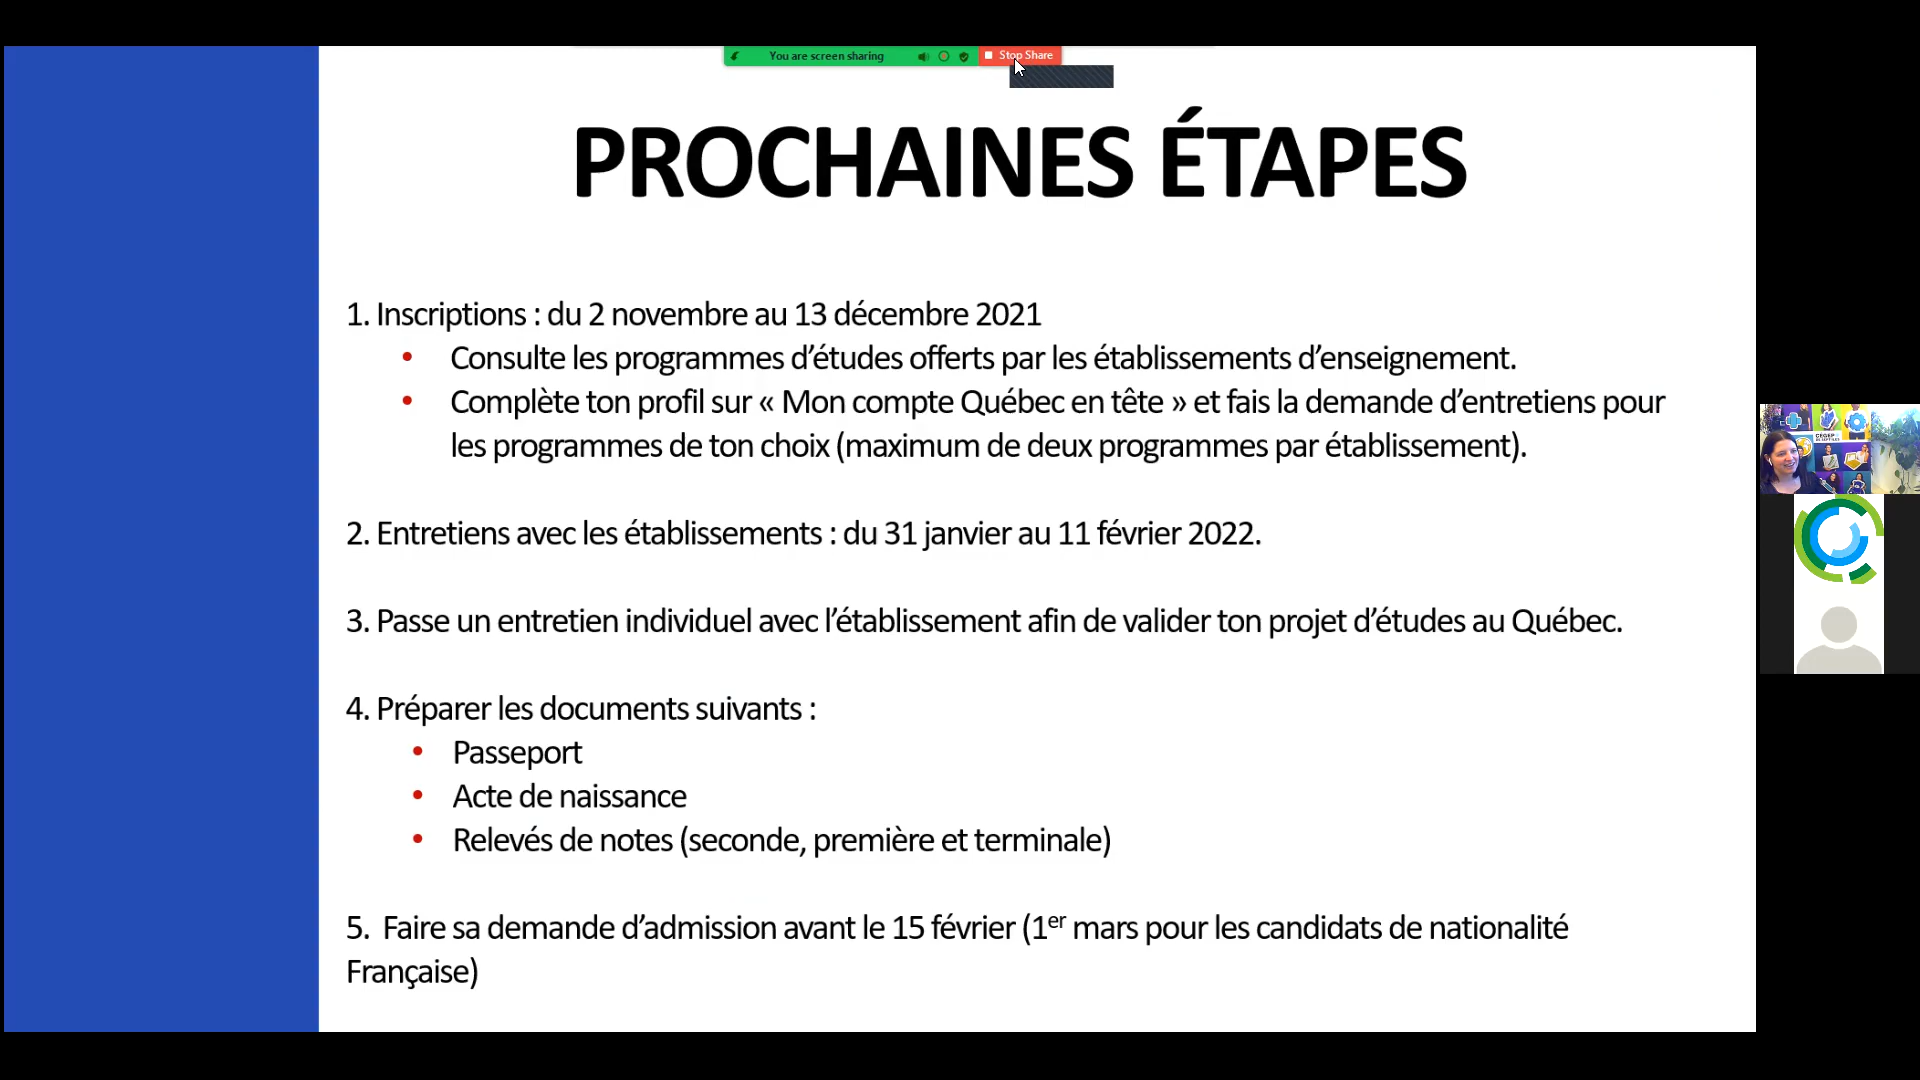 You are screen sharing
Stop Share
PROCHAINES ÉTAPES
1. Inscriptions : du 2 novembre au 13 décembre 2021
• Consulte les programmes d’études offerts par les établissements d’enseignement.
• Complète ton profil sur « Mon compte Québec en tête » et fais la demande d’entretiens pour
les programmes de ton choix (maximum de deux programmes par établissement).
2. Entretiens avec les établissements : du 31 janvier au 11 février 2022.
3. Passe un entretien individuel avec l’établissement afin de valider ton projet d’études au Québec.
4. Préparer les documents suivants :
• Passeport
• Acte de naissance
• Relevés de notes (seconde, première et terminale)
5. Faire sa demande d’admission avant le 15 février (1er mars pour les candidats de nationalité
Française)
CEGEP